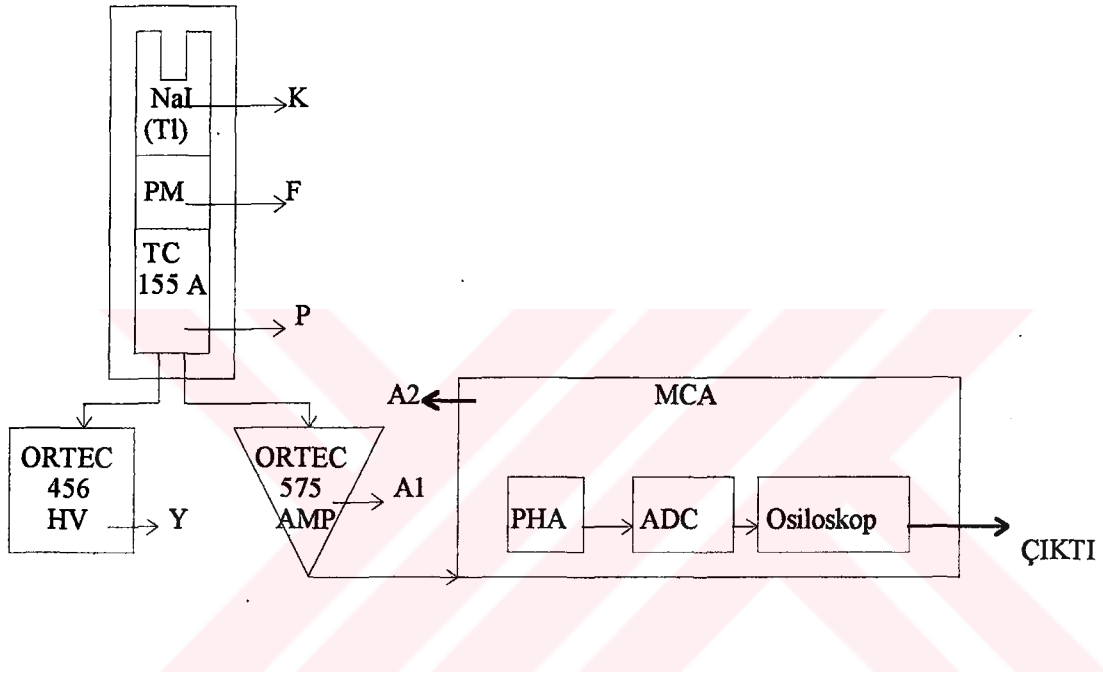 NaI
(Tl)
K
PM
F
TC
155 A
P
ORTEC
456
HV
Y
ORTEC
575
AMP
A1
A2
MCA
PHA
ADC
Osiloskop
ÇIKTI